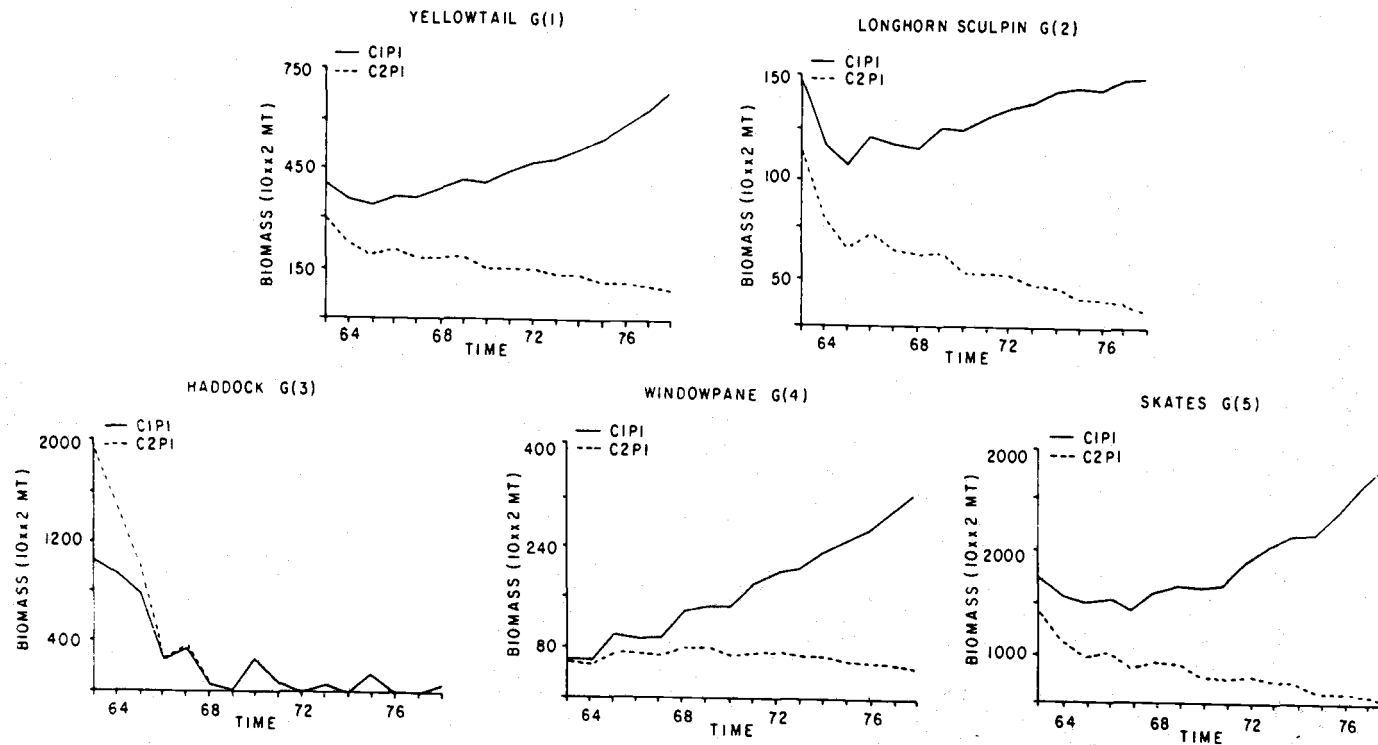 YELLOWTAIL G(1)
C1P1
C2P1
750
450
150
BIOMASS (10xx2 MT)
64 68 72 76
TIME
LONGHORN SCULPIN G(2)
C1P1
C2P1
150
100
50
BIOMASS (10xx2 MT)
64 68 72 76
TIME
HADDOCK G(3)
C1P1
C2P1
2000
1200
400
BIOMASS (10xx2 MT)
64 68 72 76
TIME
WINDOWPANE G(4)
C1P1
C2P1
400
240
80
BIOMASS (10xx2 MT)
64 68 72 76
TIME
SKATES G(5)
C1P1
C2P1
2000
2000
1000
BIOMASS (10xx2 MT)
64 68 72 76
TIME